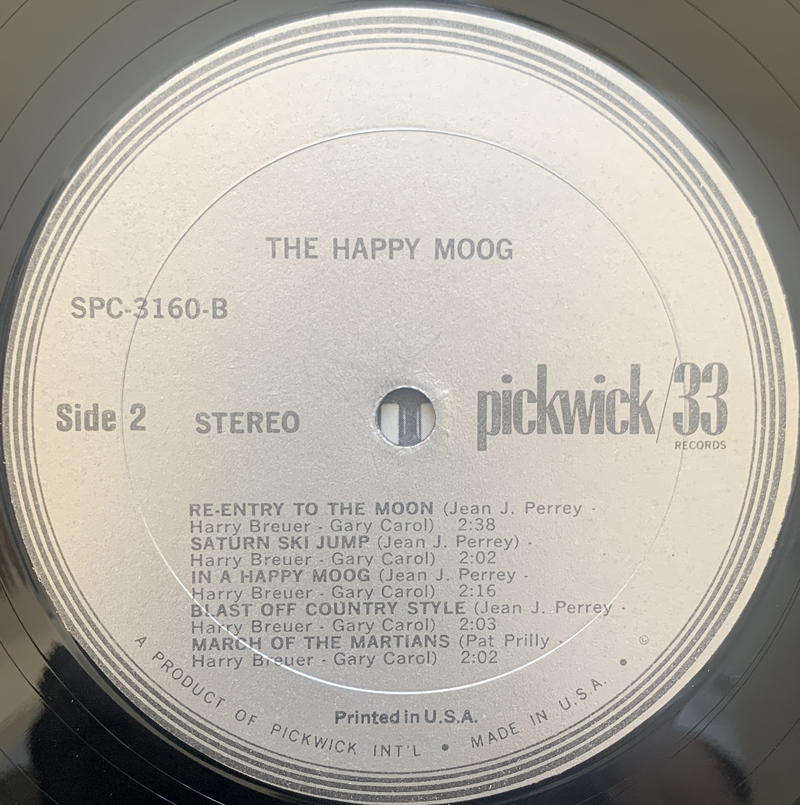 THE HAPPY MOOG
SPC-3160-B
Side 2 STEREO pickwick/33
RECORDS
RE-ENTRY TO THE MOON (Jean J. Perrey -
Harry Breuer - Gary Carol) 2:38
SATURN SKI JUMP (Jean J. Perrey) -
Harry Breuer - Gary Carol) 2:02
IN A HAPPY MOOG (Jean J. Perrey -
Harry Breuer - Gary Carol) 2:16
BLAST OFF COUNTRY STYLE (Jean J. Perrey -
Harry Breuer - Gary Carol) 2:03
MARCH OF THE MARTIANS (Pat Prilly -
Harry Breuer - Gary Carol) 2:02
Printed in U.S.A.
A PRODUCT OF PICKWICK INT'L • MADE IN U.S.A. •